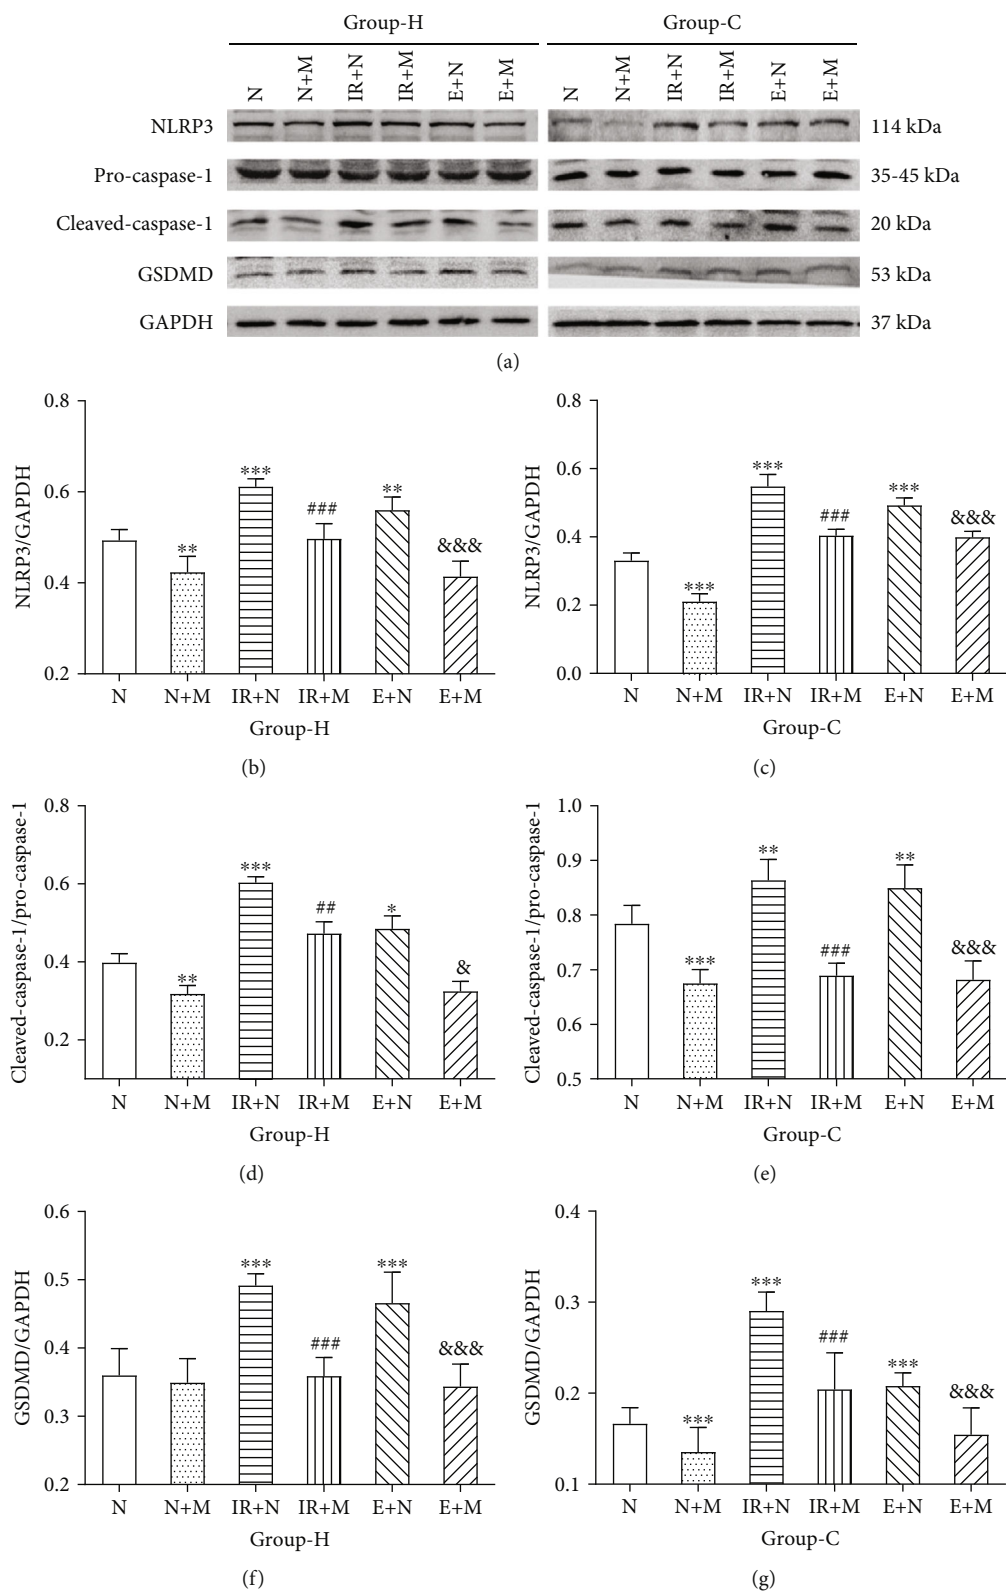 Group-H Group-C
N N+M IR+N IR+M E+N E+M N N+M IR+N IR+M E+N E+M
NLRP3 114 kDa
Pro-caspase-1 35-45 kDa
Cleaved-caspase-1 20 kDa
GSDMD 53 kDa
GAPDH 37 kDa
(a)
NLRP3/GAPDH
0.8
0.6
0.4
0.2
** *** ### ** &&&
N N+M IR+N IR+M E+N E+M
Group-H
(b)
NLRP3/GAPDH
0.8
0.6
0.4
0.2
0.0
*** *** ### *** &&&
N N+M IR+N IR+M E+N E+M
Group-C
(c)
Cleaved-caspase-1/pro-caspase-1
0.8
0.6
0.4
0.2
** *** ## * &
N N+M IR+N IR+M E+N E+M
Group-H
(d)
Cleaved-caspase-1/pro-caspase-1
1.0
0.9
0.8
0.7
0.6
0.5
*** ** ### ** &&&
N N+M IR+N IR+M E+N E+M
Group-C
(e)
GSDMD/GAPDH
0.6
0.5
0.4
0.3
0.2
*** ### *** &&&
N N+M IR+N IR+M E+N E+M
Group-H
(f)
GSDMD/GAPDH
0.4
0.3
0.2
0.1
*** *** ### *** &&&
N N+M IR+N IR+M E+N E+M
Group-C
(g)